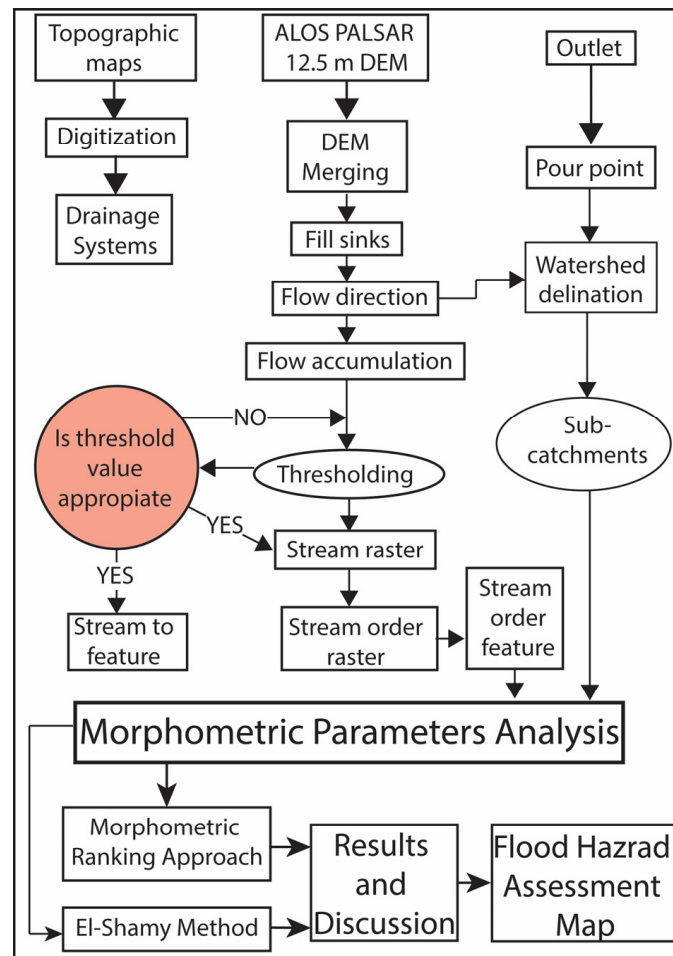 Topographic
maps
ALOS PALSAR
12.5 m DEM
Outlet
Digitization
DEM
Merging
Pour point
Drainage
Systems
Fill sinks
Watershed
delination
Flow direction
Flow accumulation
NO
Is threshold
value
appropiate
Thresholding
Sub-
catchments
YES
Stream raster
YES
Stream to
feature
Stream order
raster
Stream
order
feature
Morphometric Parameters Analysis
Morphometric
Ranking Approach
El-Shamy Method
Results
and
Discussion
Flood Hazrad
Assessment
Map